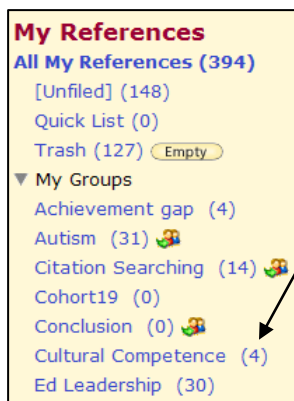 My References
All My References (394)
[Unfiled] (148)
Quick List (0)
Trash (127) Empty
▼ My Groups
Achievement gap (4)
Autism (31)
Citation Searching (14)
Cohort19 (0)
Conclusion (0)
Cultural Competence (4)
Ed Leadership (30)